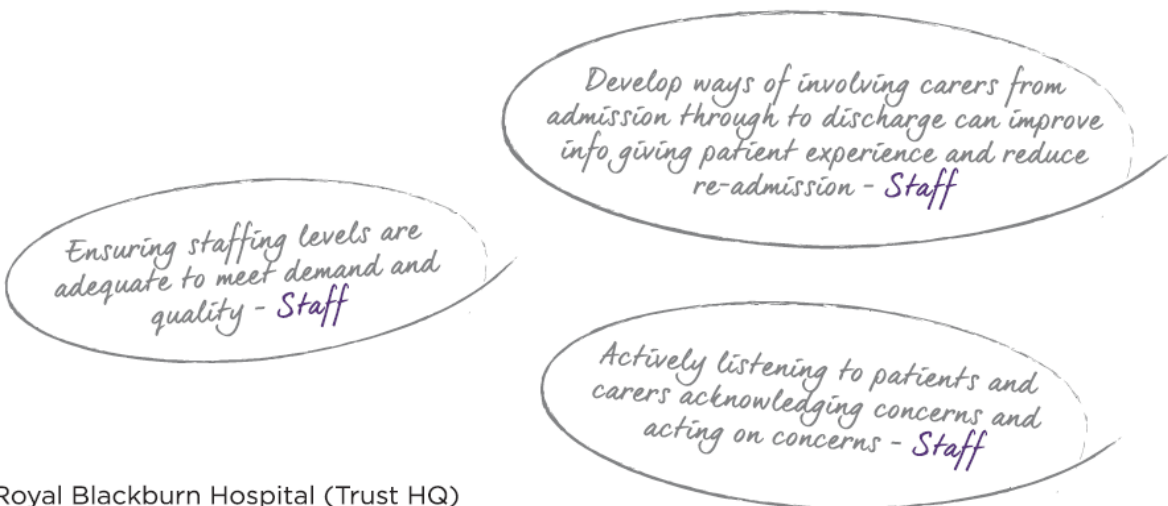 Develop ways of involving carers from
admission through to discharge can improve
info giving patient experience and reduce
re-admission - Staff
Ensuring staffing levels are
adequate to meet demand and
quality - Staff
Actively listening to patients and
carers acknowledging concerns and
acting on concerns - Staff
Royal Blackburn Hospital (Trust HQ)